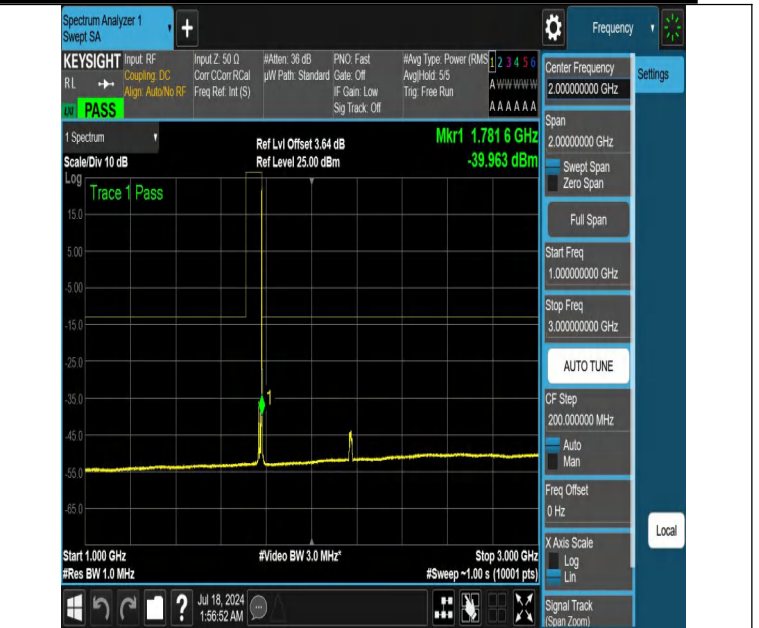 Spectrum Analyzer 1
Swept SA
+
Frequency
KEYSIGHT
RL
PASS
Input: RF
Coupling: DC
Align: Auto/No RF
Input Z: 50 Ω
Corr CCorr RCal
Freq Ref: Int (S)
#Atten: 36 dB
µW Path: Standard
PNO: Fast
Gate: Off
IF Gain: Low
Sig Track: Off
#Avg Type: Power (RMS
Avg|Hold: 5/5
Trig: Free Run
1 2 3 4 5 6
A W W W W W
A A A A A A
1 Spectrum
Scale/Div 10 dB
Ref Lvl Offset 3.64 dB
Ref Level 25.00 dBm
Mkr1 1.781 6 GHz
-39.963 dBm
Log
Trace 1 Pass
15.0
5.00
-5.00
-15.0
-25.0
-35.0
1
-45.0
-55.0
-65.0
Start 1.000 GHz
#Res BW 1.0 MHz
#Video BW 3.0 MHz*
Stop 3.000 GHz
#Sweep ~1.00 s (10001 pts)
?
Jul 18, 2024
1:56:52 AM
Center Frequency
2.000000000 GHz
Settings
Span
2.00000000 GHz
Swept Span
Zero Span
Full Span
Start Freq
1.000000000 GHz
Stop Freq
3.000000000 GHz
AUTO TUNE
CF Step
200.000000 MHz
Auto
Man
Freq Offset
0 Hz
Local
X Axis Scale
Log
Lin
Signal Track
(Span Zoom)